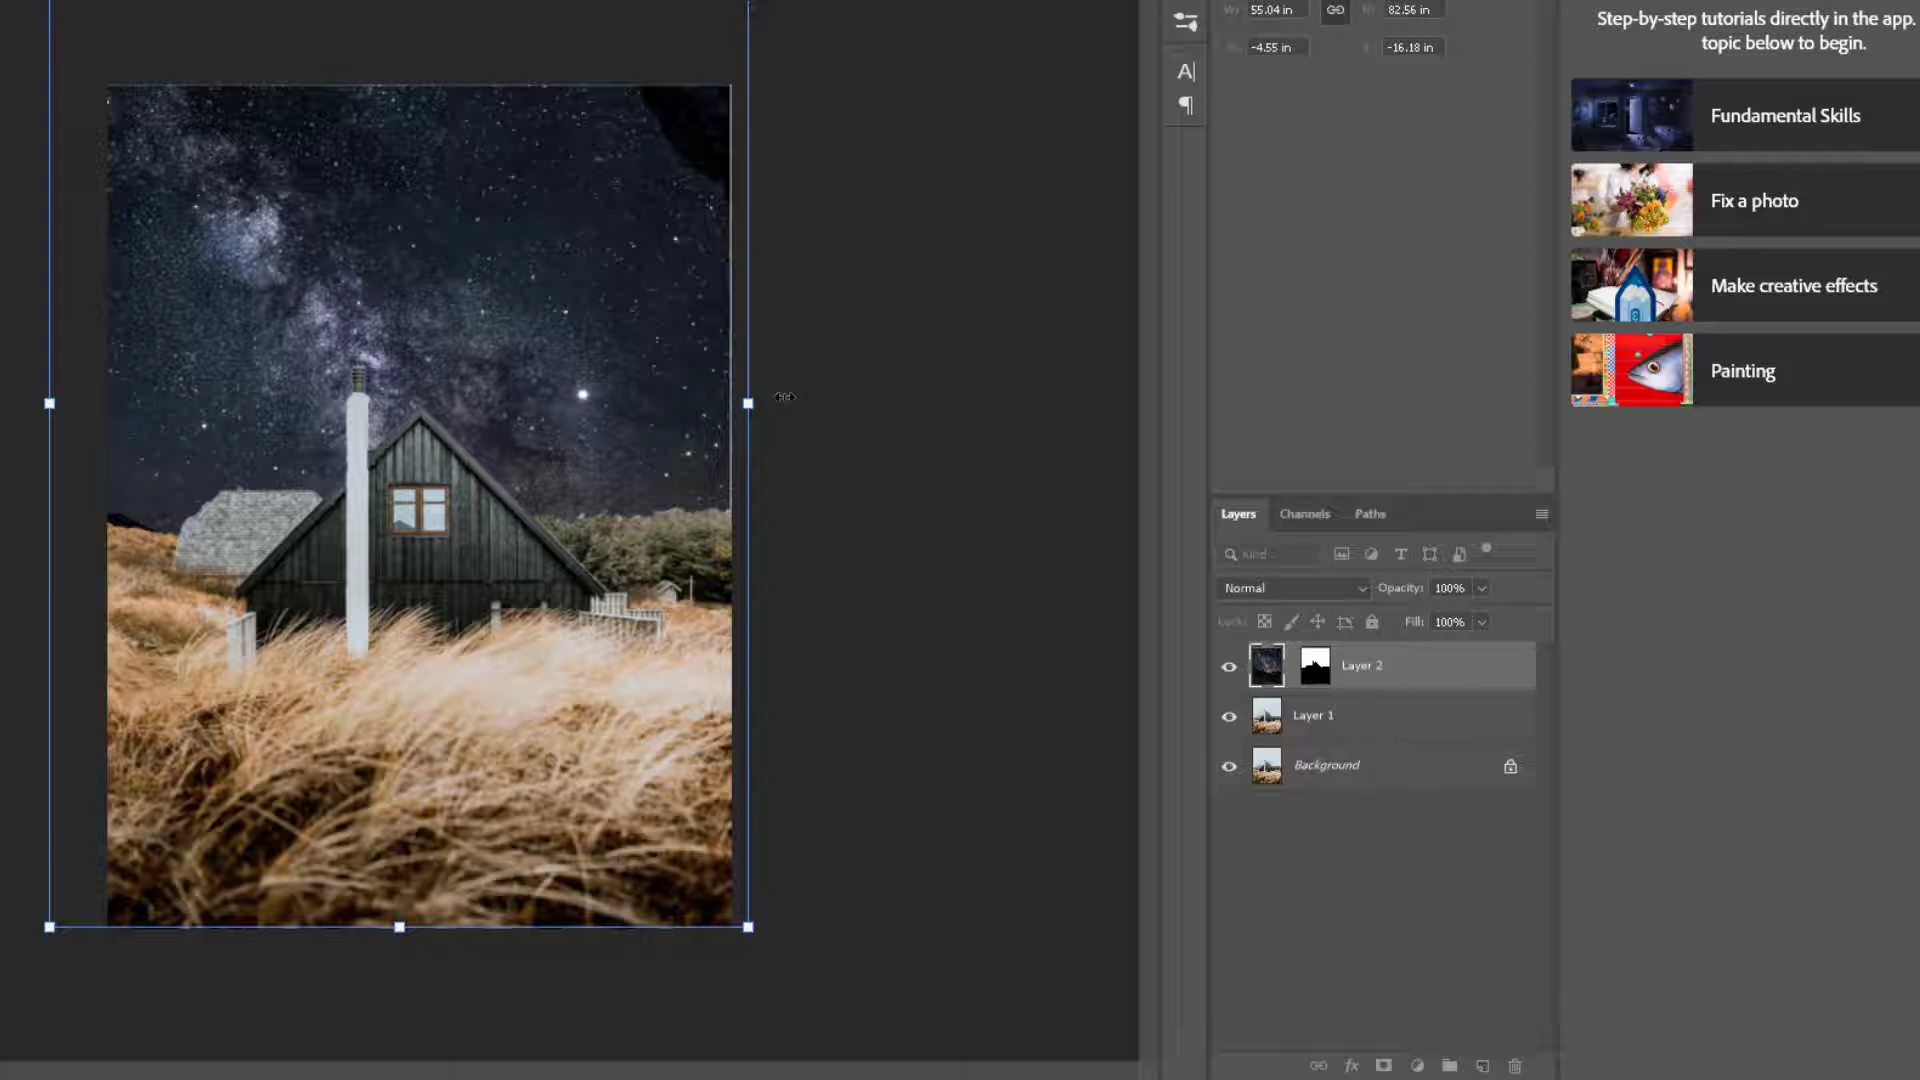 W: 55.04 in
H: 82.56 in
-4.55 in
-16.18 in
A|
¶
Step-by-step tutorials directly in the app.
topic below to begin.
Fundamental Skills
Fix a photo
Make creative effects
Painting
Layers
Channels
Paths
Kind
T
Normal
Opacity: 100%
Lock:
Fill: 100%
Layer 2
Layer 1
Background
fx